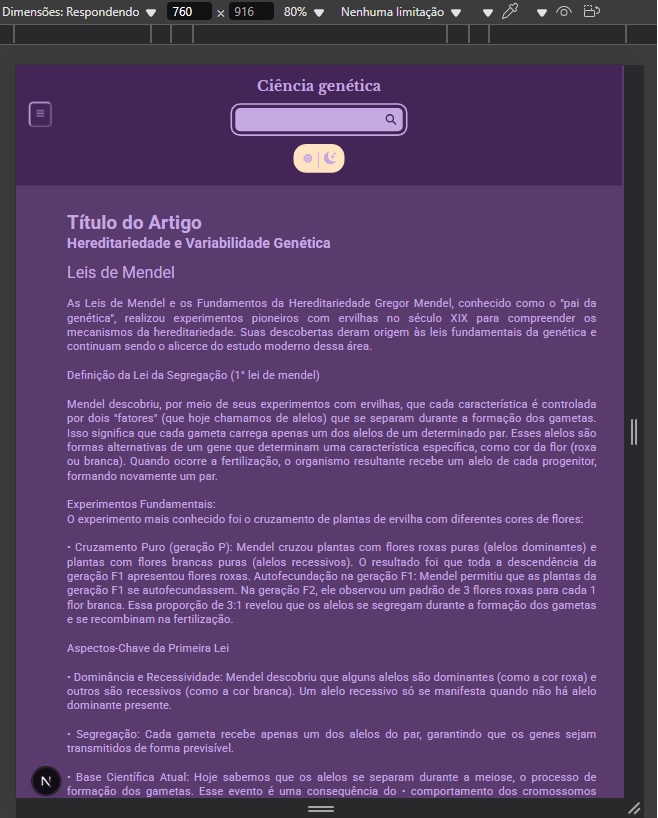 Dimensões: Respondendo ▼ 760 × 916 80% ▼ Nenhuma limitação ▼
Ciência genética
Título do Artigo
Hereditariedade e Variabilidade Genética
Leis de Mendel
As Leis de Mendel e os Fundamentos da Hereditariedade Gregor Mendel, conhecido como o "pai da
genética", realizou experimentos pioneiros com ervilhas no século XIX para compreender os
mecanismos da hereditariedade. Suas descobertas deram origem às leis fundamentais da genética e
continuam sendo o alicerce do estudo moderno dessa área.
Definição da Lei da Segregação (1° lei de mendel)
Mendel descobriu, por meio de seus experimentos com ervilhas, que cada característica é controlada
por dois "fatores" (que hoje chamamos de alelos) que se separam durante a formação dos gametas.
Isso significa que cada gameta carrega apenas um dos alelos de um determinado par. Esses alelos são
formas alternativas de um gene que determinam uma característica específica, como cor da flor (roxa
ou branca). Quando ocorre a fertilização, o organismo resultante recebe um alelo de cada progenitor,
formando novamente um par.
Experimentos Fundamentais:
O experimento mais conhecido foi o cruzamento de plantas de ervilha com diferentes cores de flores:
• Cruzamento Puro (geração P): Mendel cruzou plantas com flores roxas puras (alelos dominantes) e
plantas com flores brancas puras (alelos recessivos). O resultado foi que toda a descendência da
geração F1 apresentou flores roxas. Autofecundação na geração F1: Mendel permitiu que as plantas da
geração F1 se autofecundassem. Na geração F2, ele observou um padrão de 3 flores roxas para cada 1
flor branca. Essa proporção de 3:1 revelou que os alelos se segregam durante a formação dos gametas
e se recombinam na fertilização.
Aspectos-Chave da Primeira Lei
• Dominância e Recessividade: Mendel descobriu que alguns alelos são dominantes (como a cor roxa) e
outros são recessivos (como a cor branca). Um alelo recessivo só se manifesta quando não há alelo
dominante presente.
• Segregação: Cada gameta recebe apenas um dos alelos do par, garantindo que os genes sejam
transmitidos de forma previsível.
N
• Base Científica Atual: Hoje sabemos que os alelos se separam durante a meiose, o processo de
formação dos gametas. Esse evento é uma consequência do • comportamento dos cromossomos